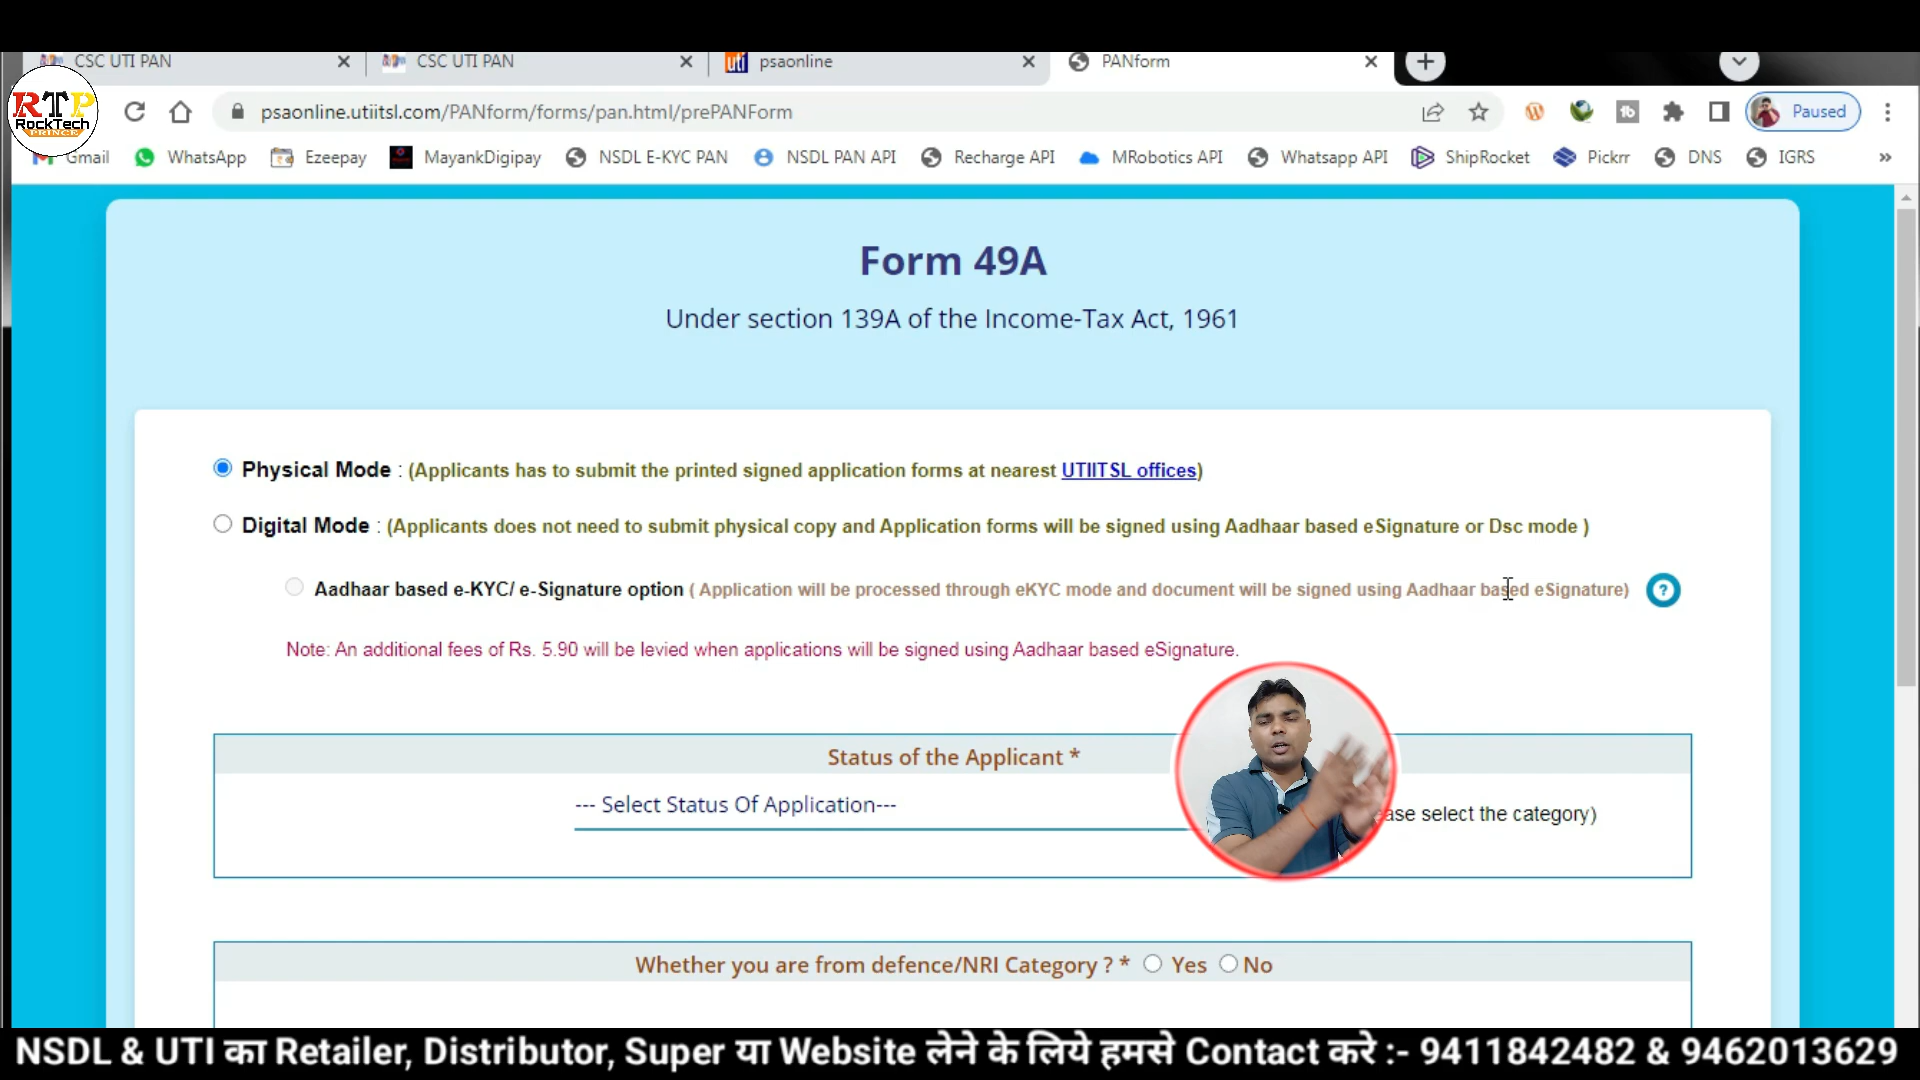 CSC UTI PAN
CSC UTI PAN
psaonline
PANform
RTP
RockTech
PRINCE
psaonline.utiitsl.com/PANform/forms/pan.html/prePANForm
Paused
Gmail WhatsApp Ezeepay MayankDigipay NSDL E-KYC PAN NSDL PAN API Recharge API MRobotics API Whatsapp API ShipRocket Pickrr DNS IGRS »
Form 49A
Under section 139A of the Income-Tax Act, 1961
Physical Mode : (Applicants has to submit the printed signed application forms at nearest UTIITSL offices)
Digital Mode : (Applicants does not need to submit physical copy and Application forms will be signed using Aadhaar based eSignature or Dsc mode )
Aadhaar based e-KYC/ e-Signature option ( Application will be processed through eKYC mode and document will be signed using Aadhaar based eSignature) ?
Note: An additional fees of Rs. 5.90 will be levied when applications will be signed using Aadhaar based eSignature.
Status of the Applicant *
--- Select Status Of Application---
ase select the category)
Whether you are from defence/NRI Category ? * Yes No
NSDL & UTI का Retailer, Distributor, Super या Website लेने के लिये हमसे Contact करे :- 9411842482 & 9462013629